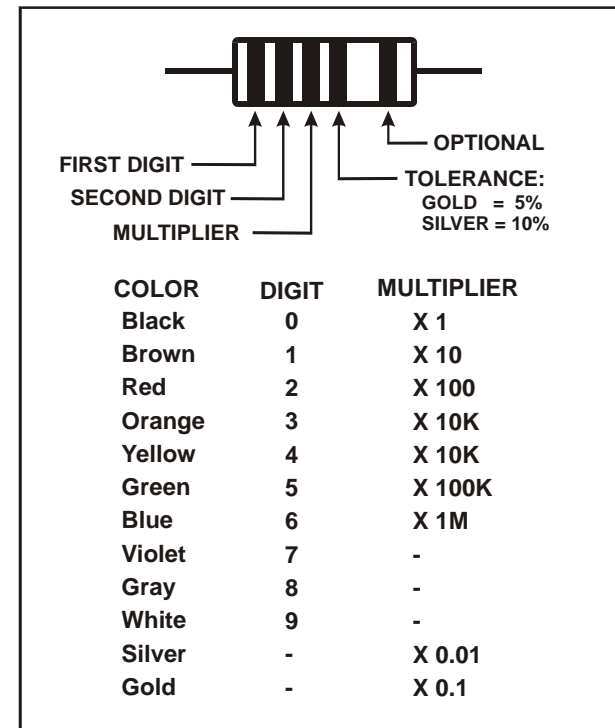 OPTIONAL
FIRST DIGIT
TOLERANCE:
SECOND DIGIT
GOLD = 5%
SILVER = 10%
MULTIPLIER
COLOR DIGIT MULTIPLIER
Black 0 X 1
Brown 1 X 10
Red 2 X 100
Orange 3 X 10K
Yellow 4 X 10K
Green 5 X 100K
Blue 6 X 1M
Violet 7 -
Gray 8 -
White 9 -
Silver - X 0.01
Gold - X 0.1